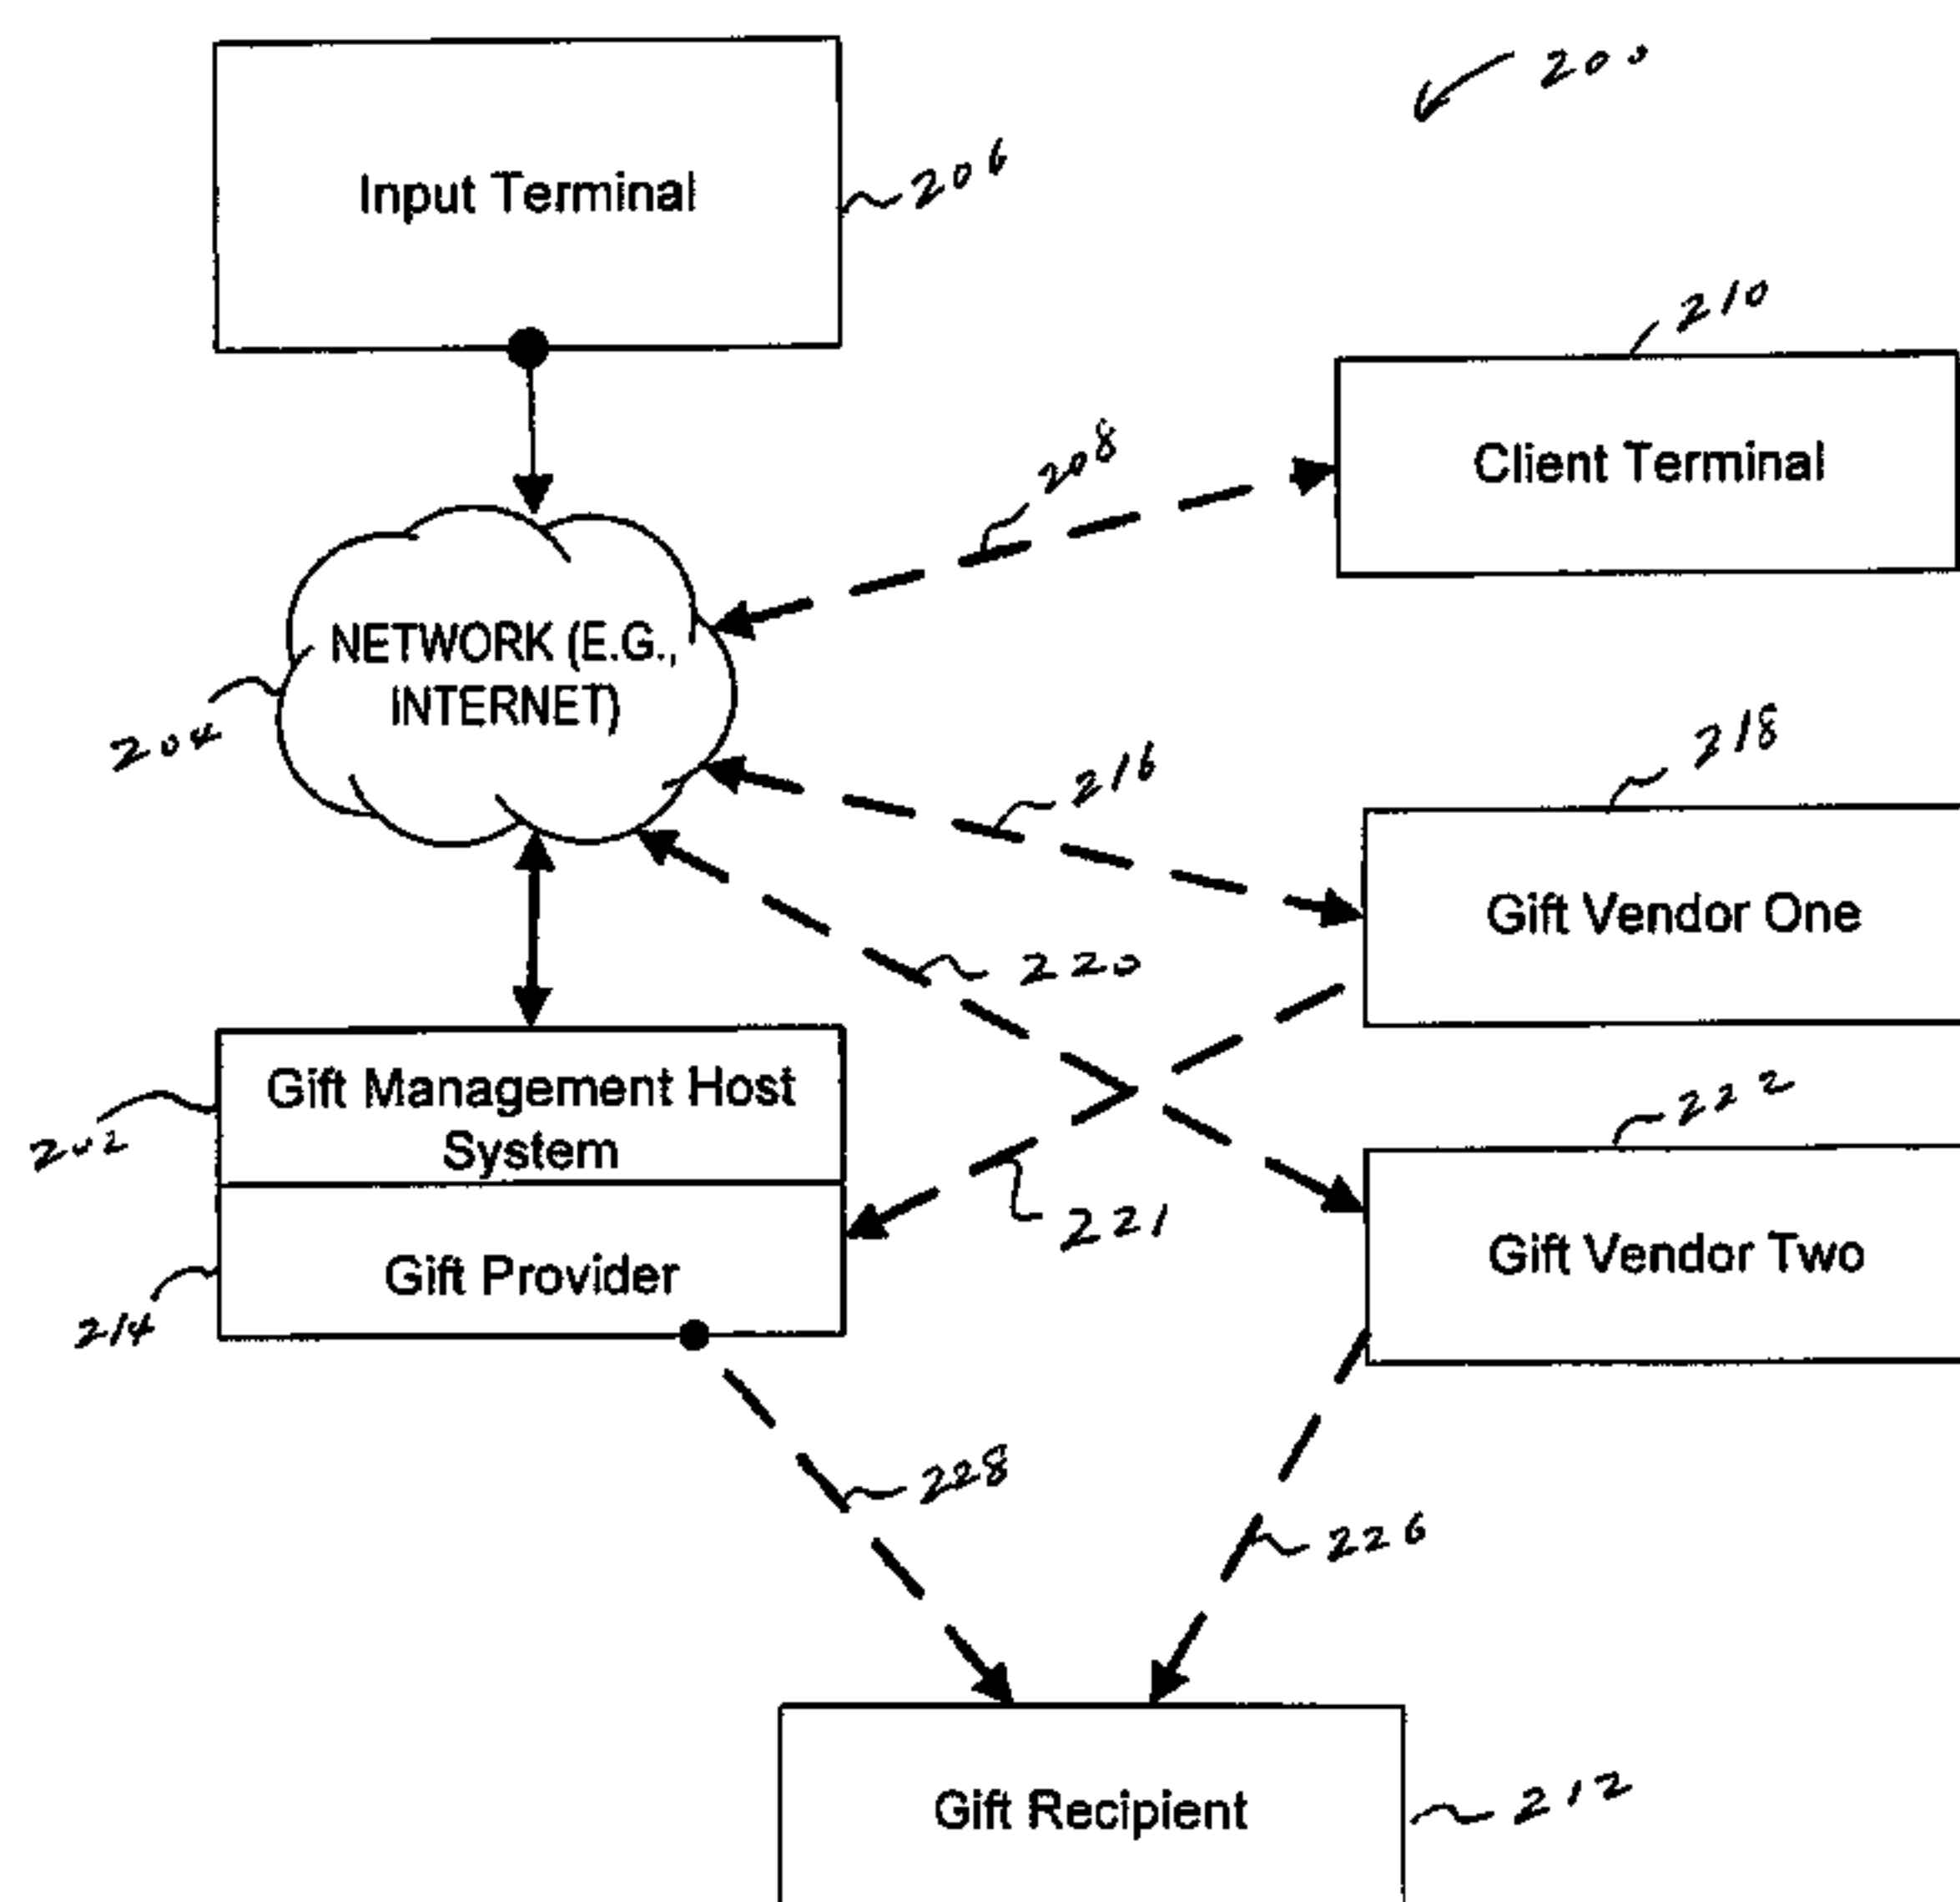 200
Input Terminal
206
210
Client Terminal
208
NETWORK (E.G.,
INTERNET)
204
218
216
Gift Vendor One
220
222
Gift Management Host
System
202
221
Gift Vendor Two
Gift Provider
214
228
226
Gift Recipient
212